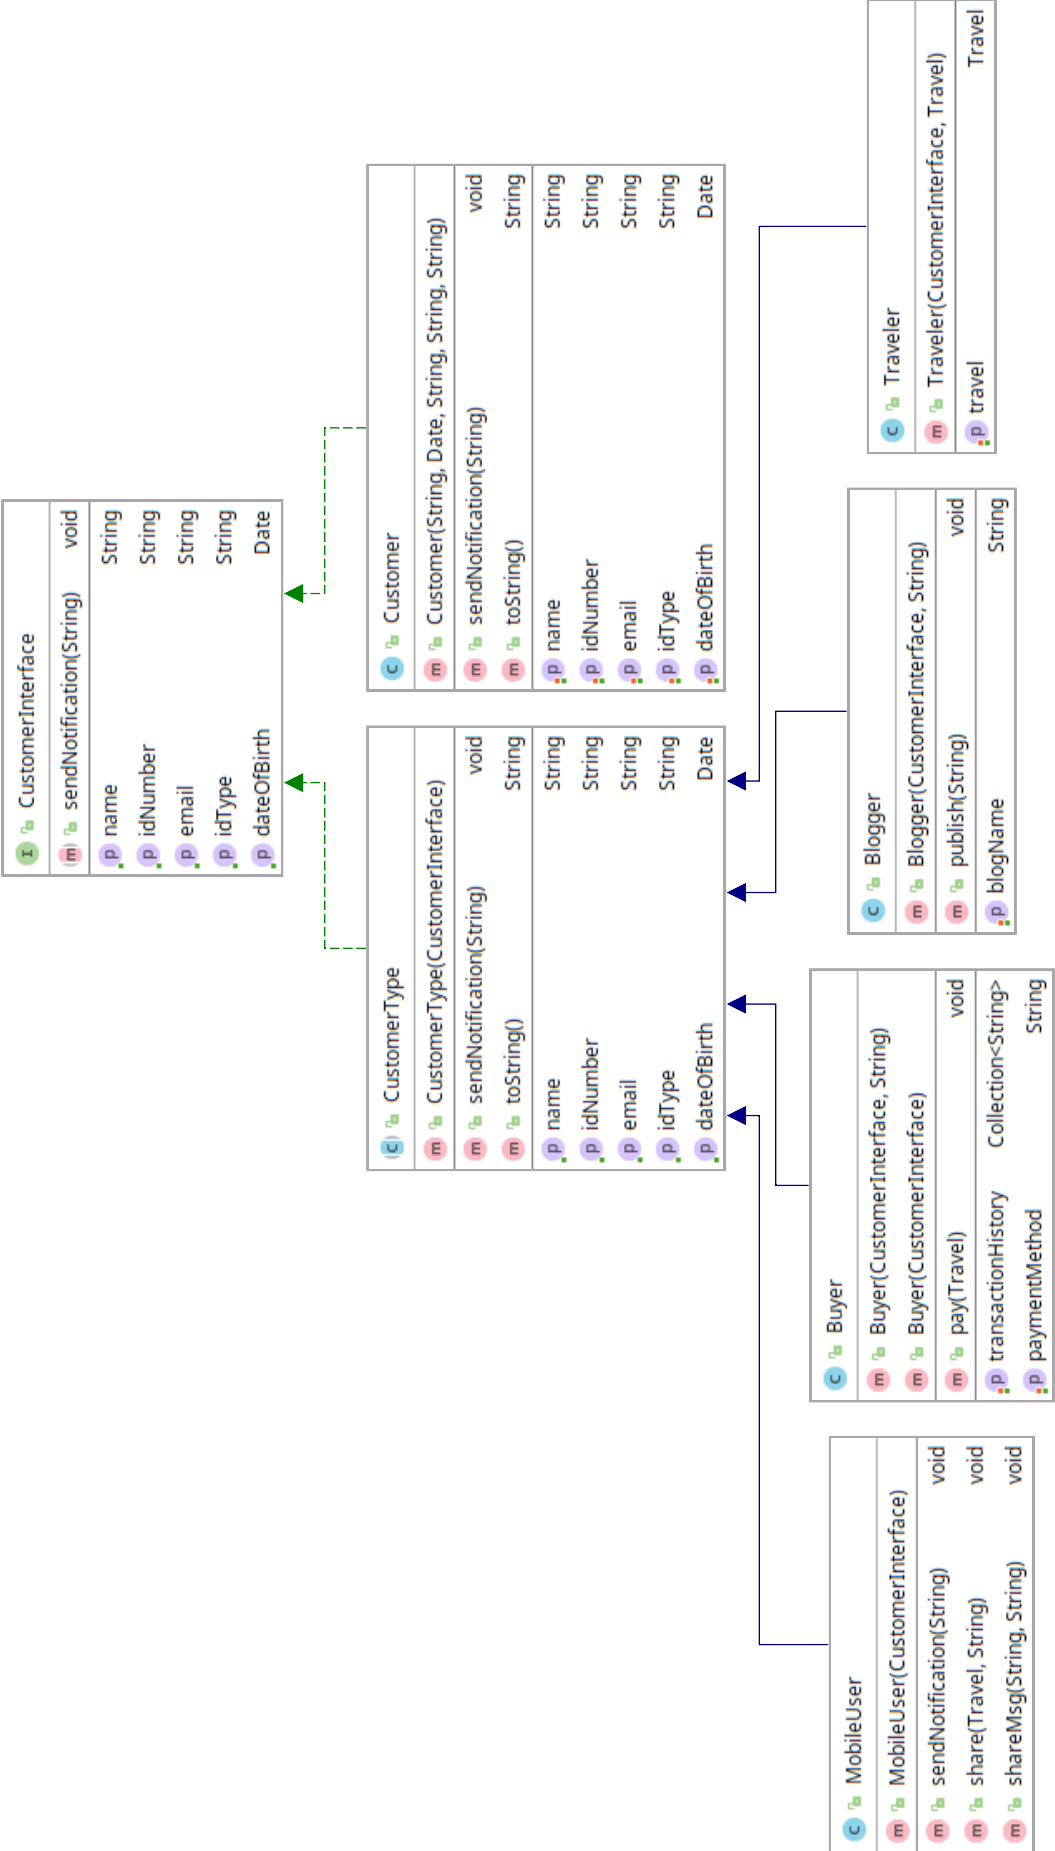 CustomerInterface
sendNotification(String) void
name String
idNumber String
email String
idType String
dateOfBirth Date
CustomerType
CustomerType(CustomerInterface)
sendNotification(String) void
toString() String
name String
idNumber String
email String
idType String
dateOfBirth Date
Customer
Customer(String, Date, String, String, String)
sendNotification(String) void
toString() String
name String
idNumber String
email String
idType String
dateOfBirth Date
MobileUser
MobileUser(CustomerInterface)
sendNotification(String) void
share(Travel, String) void
shareMsg(String, String) void
Buyer
Buyer(CustomerInterface, String)
Buyer(CustomerInterface)
pay(Travel) void
transactionHistory Collection<String>
paymentMethod String
Blogger
Blogger(CustomerInterface, String)
publish(String) void
blogName String
Traveler
Traveler(CustomerInterface, Travel)
travel Travel